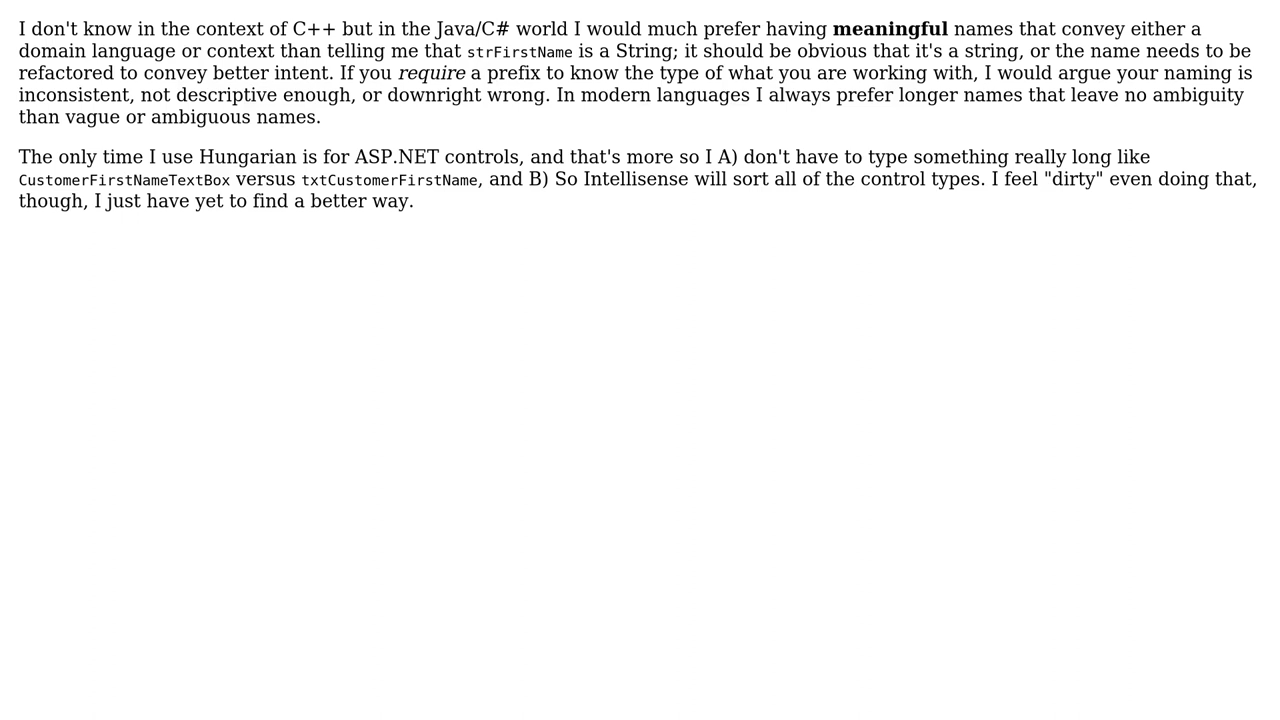 I don't know in the context of C++ but in the Java/C# world I would much prefer having meaningful names that convey either a
domain language or context than telling me that strFirstName is a String; it should be obvious that it's a string, or the name needs to be
refactored to convey better intent. If you require a prefix to know the type of what you are working with, I would argue your naming is
inconsistent, not descriptive enough, or downright wrong. In modern languages I always prefer longer names that leave no ambiguity
than vague or ambiguous names.
The only time I use Hungarian is for ASP.NET controls, and that's more so I A) don't have to type something really long like
CustomerFirstNameTextBox versus txtCustomerFirstName, and B) So Intellisense will sort all of the control types. I feel "dirty" even doing that,
though, I just have yet to find a better way.